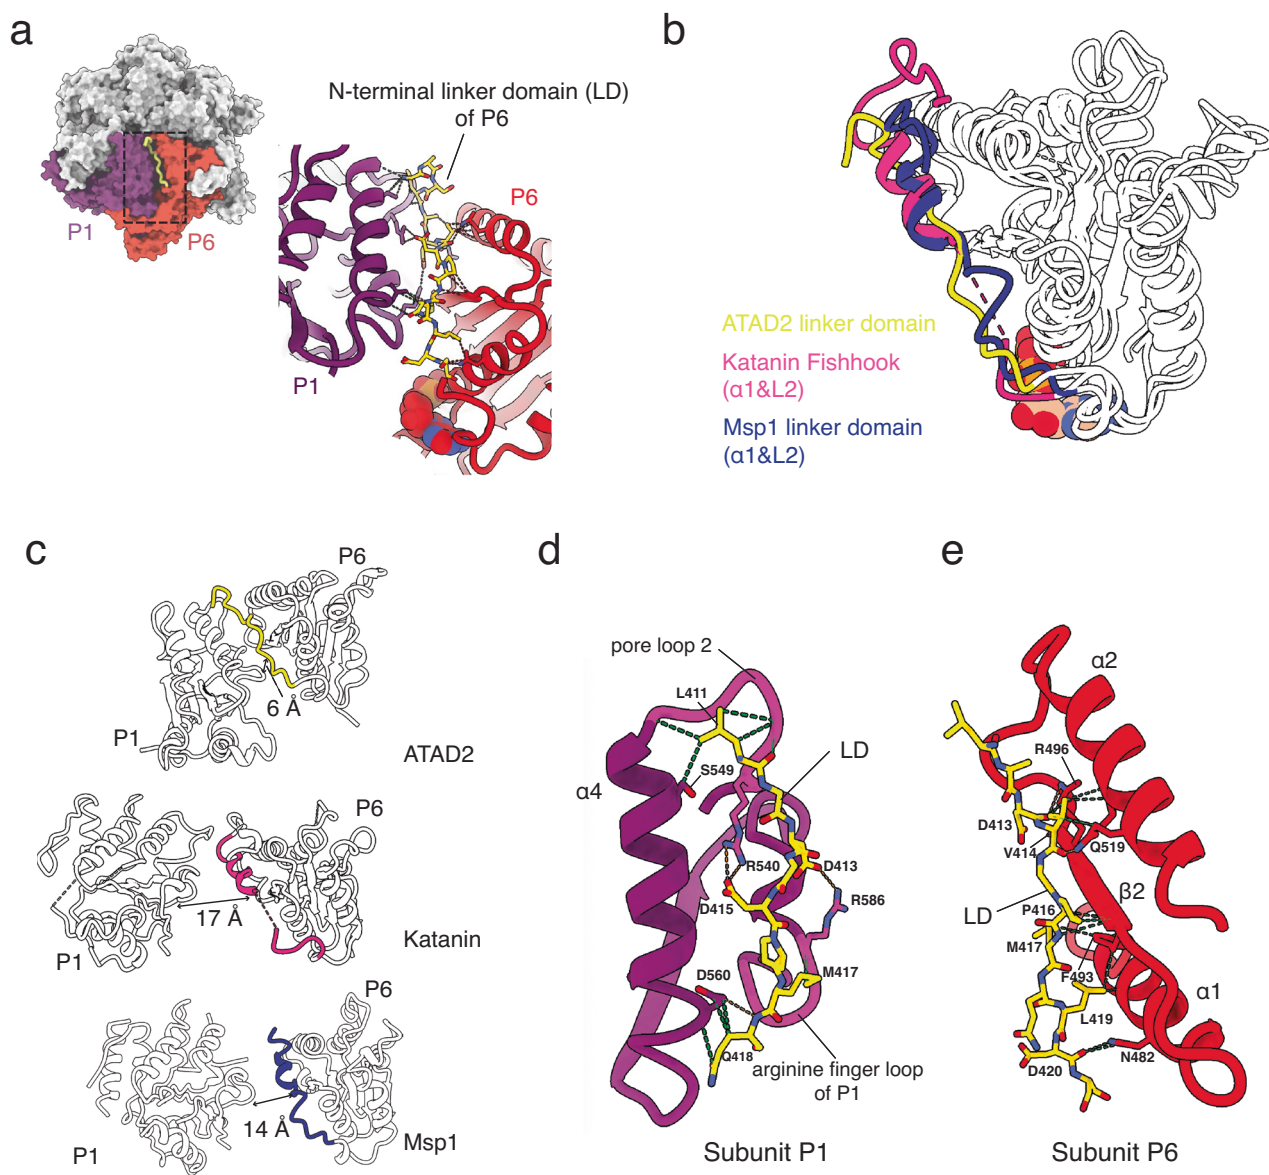 a
N-terminal linker domain (LD)
of P6
P1
P6
P6
P1
b
ATAD2 linker domain
Katanin Fishhook
(α1&L2)
Msp1 linker domain
(α1&L2)
c
P6
6 Å
P1
ATAD2
P6
17 Å
P1
Katanin
P6
14 Å
P1
Msp1
d
pore loop 2
L411
S549
LD
α4
R540
D413
D415
R586
D560
M417
Q418
arginine finger loop
of P1
Subunit P1
e
α2
R496
D413
V414
Q519
β2
LD
P416
M417
F493
α1
L419
N482
D420
Subunit P6